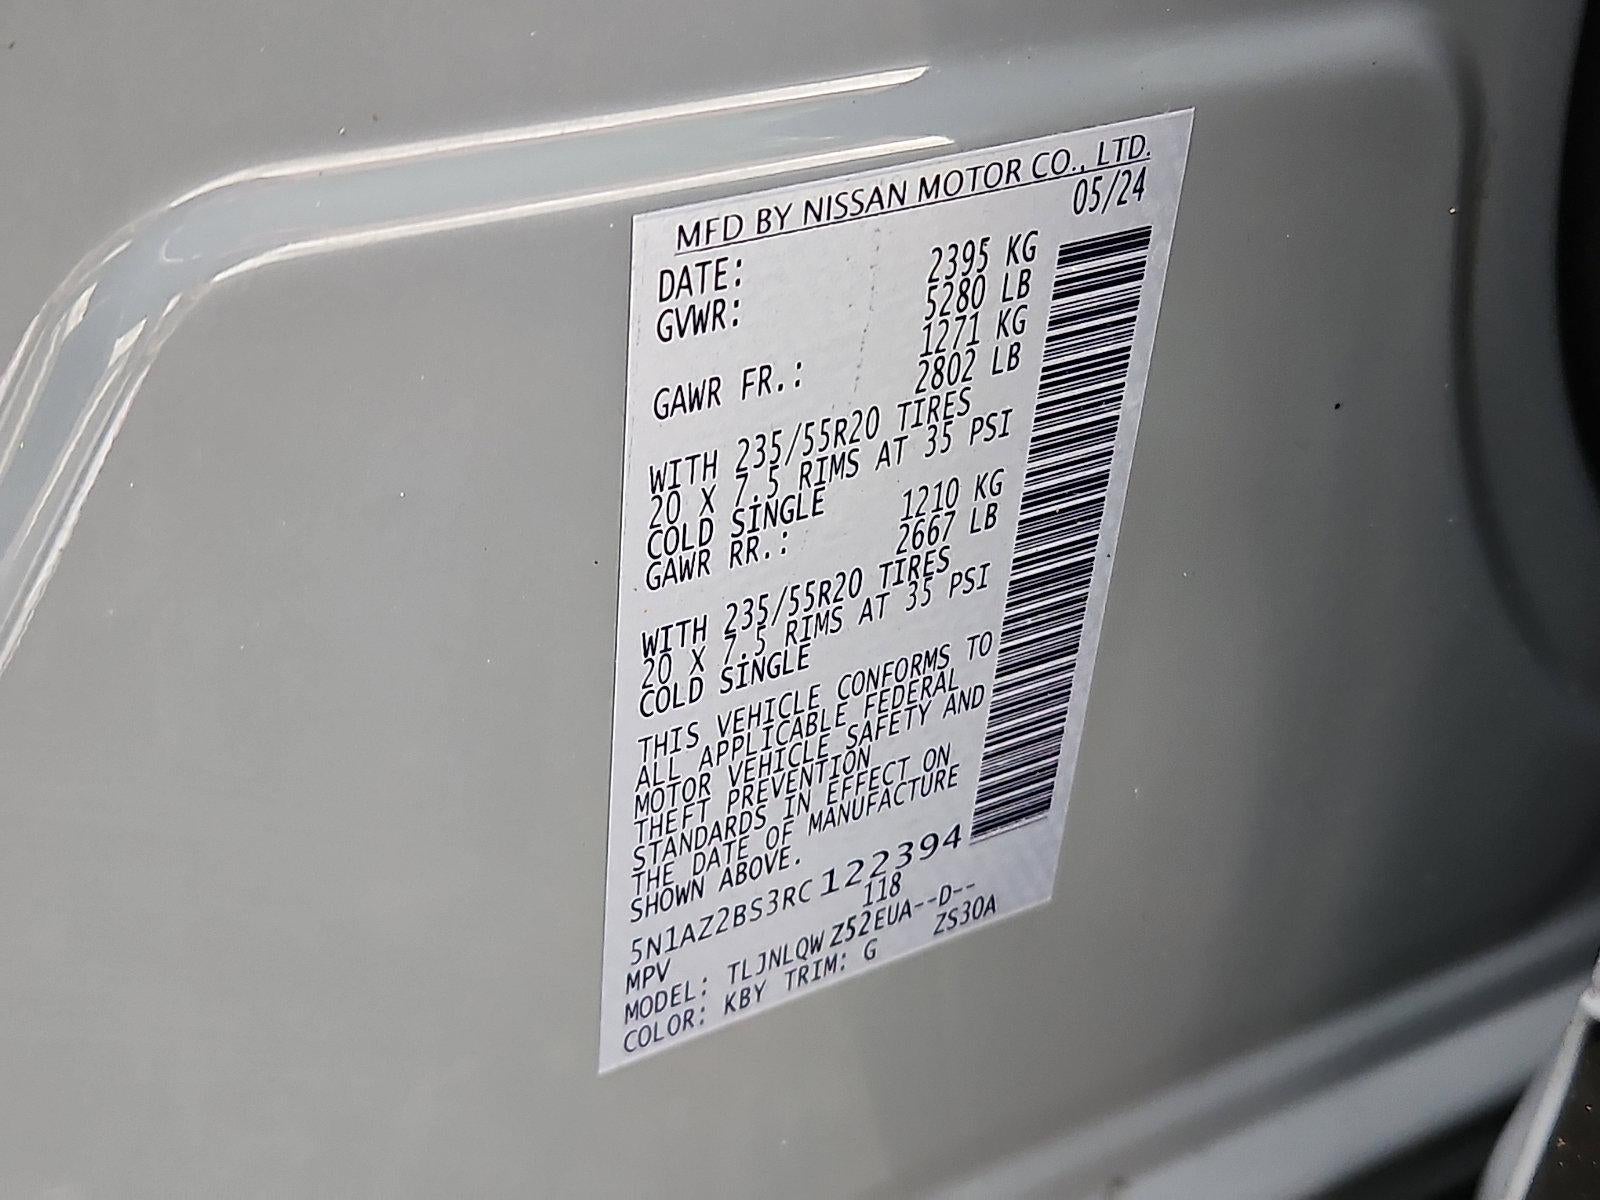 MFD BY NISSAN MOTOR CO., LTD.
DATE: 05/24
GVWR: 2395 KG
5280 LB
GAWR FR.: 1271 KG
2802 LB
WITH 235/55R20 TIRES
20 X 7.5 RIMS AT 35 PSI
COLD SINGLE
GAWR RR.: 1210 KG
2667 LB
WITH 235/55R20 TIRES
20 X 7.5 RIMS AT 35 PSI
COLD SINGLE
THIS VEHICLE CONFORMS TO
ALL APPLICABLE FEDERAL
MOTOR VEHICLE SAFETY AND
THEFT PREVENTION
STANDARDS IN EFFECT ON
THE DATE OF MANUFACTURE
SHOWN ABOVE.
5N1AZ2BS3RC122394
MPV 118
MODEL: TLJNLQWZ52EUA--D--
COLOR: KBY TRIM: G ZS30A